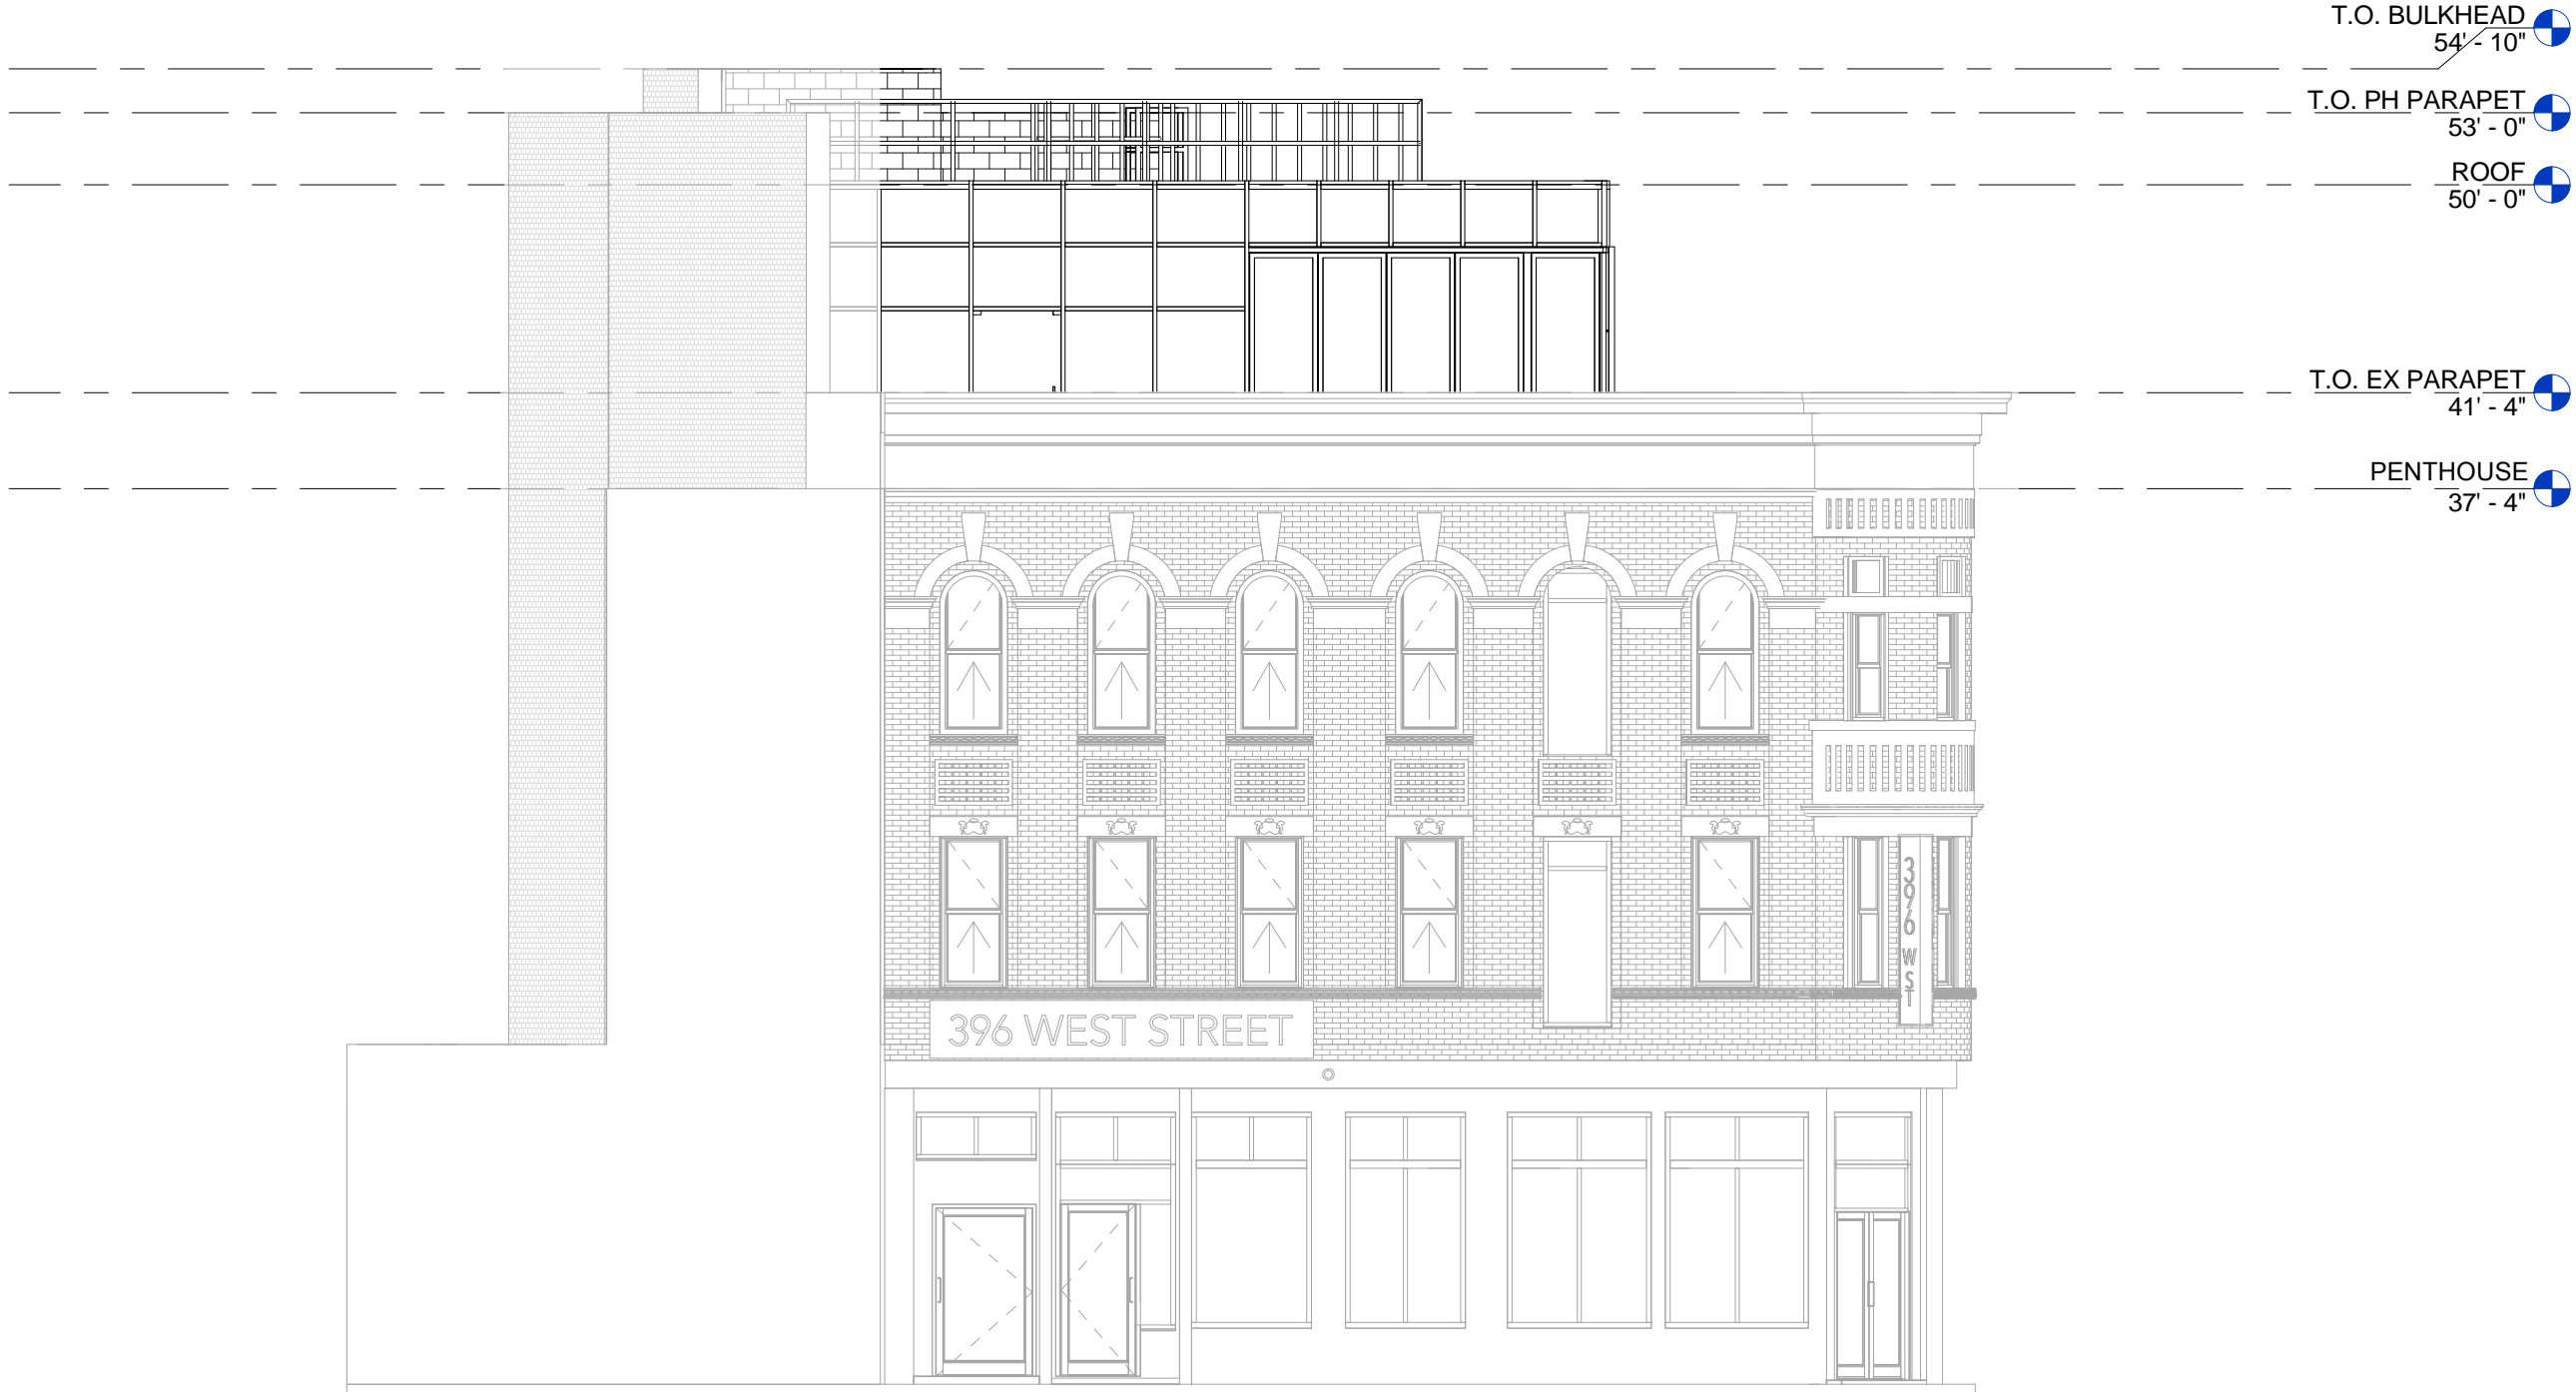 T.O. BULKHEAD
54' - 10"
T.O. PH PARAPET
53' - 0"
ROOF
50' - 0"
T.O. EX PARAPET
41' - 4"
PENTHOUSE
37' - 4"
396 W ST
396 WEST STREET